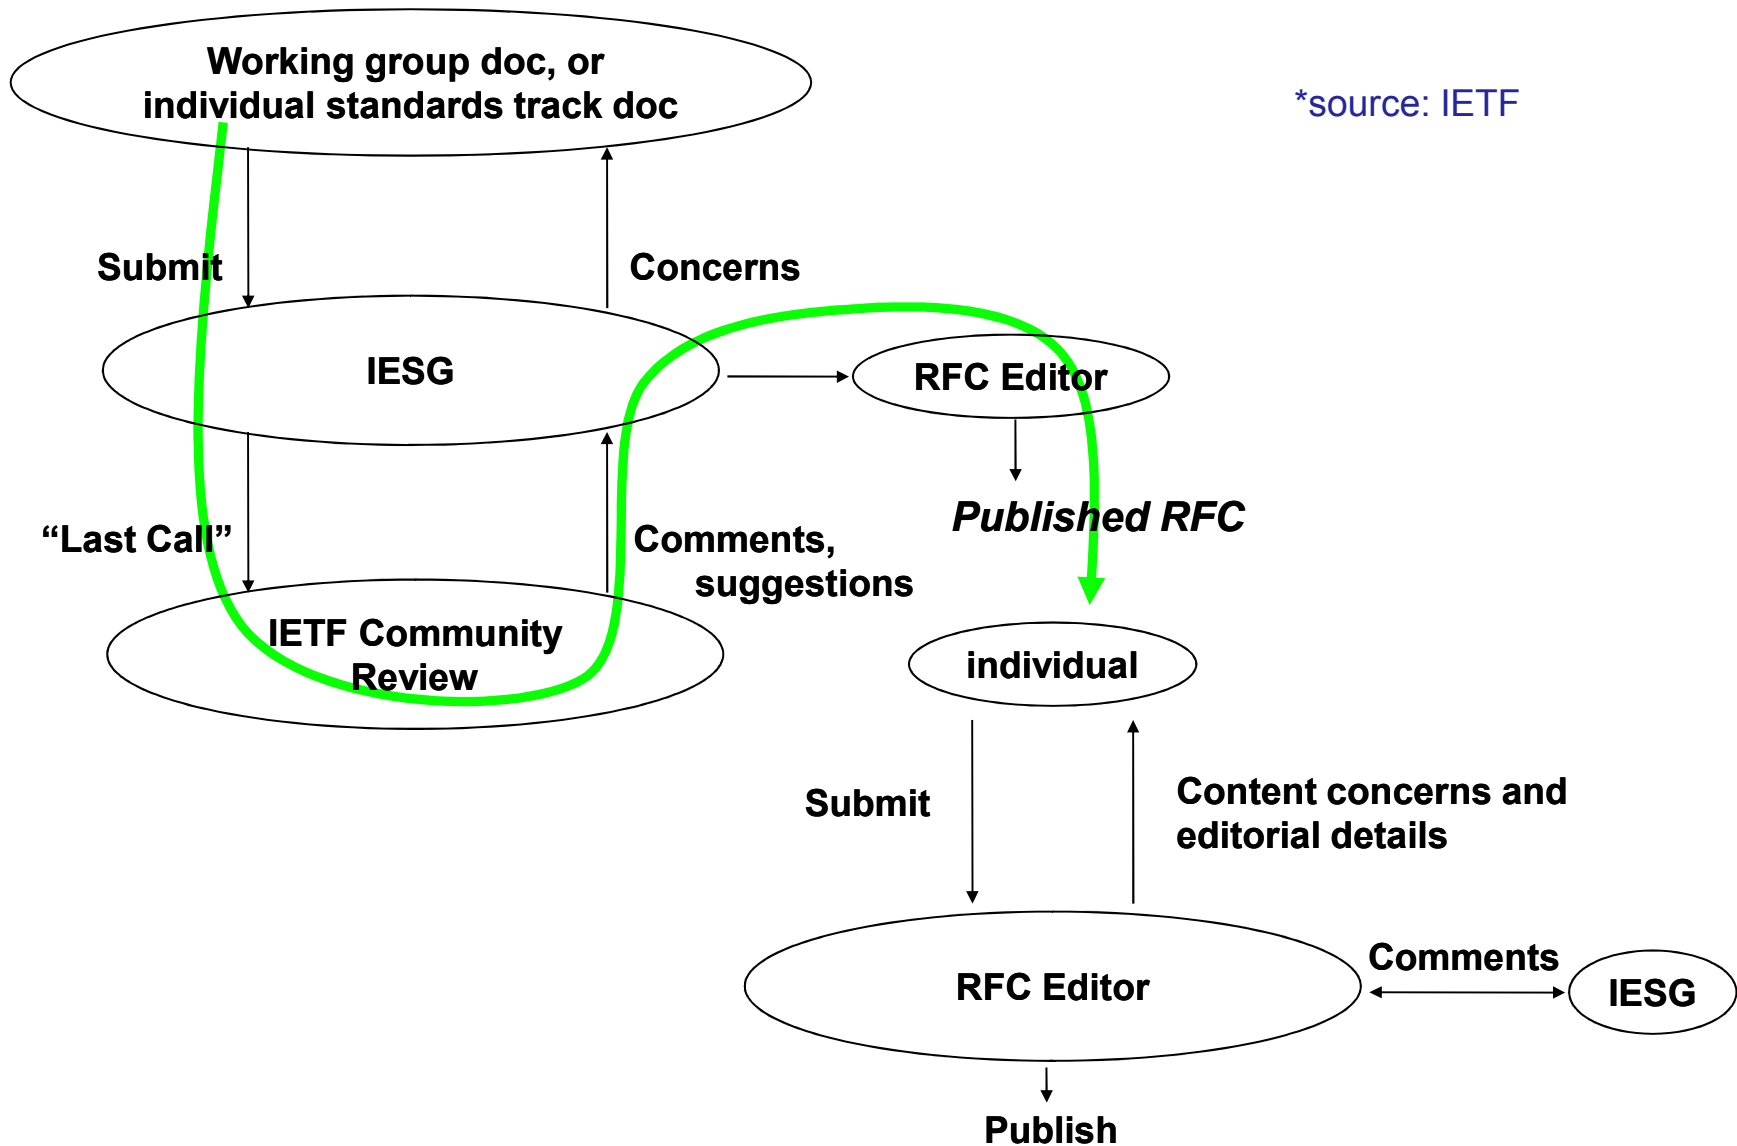 Working group doc, or
individual standards track doc
*source: IETF
Submit
Concerns
IESG
RFC Editor
Published RFC
“Last Call”
Comments,
suggestions
IETF Community
Review
individual
Submit
Content concerns and
editorial details
RFC Editor
Comments
IESG
Publish